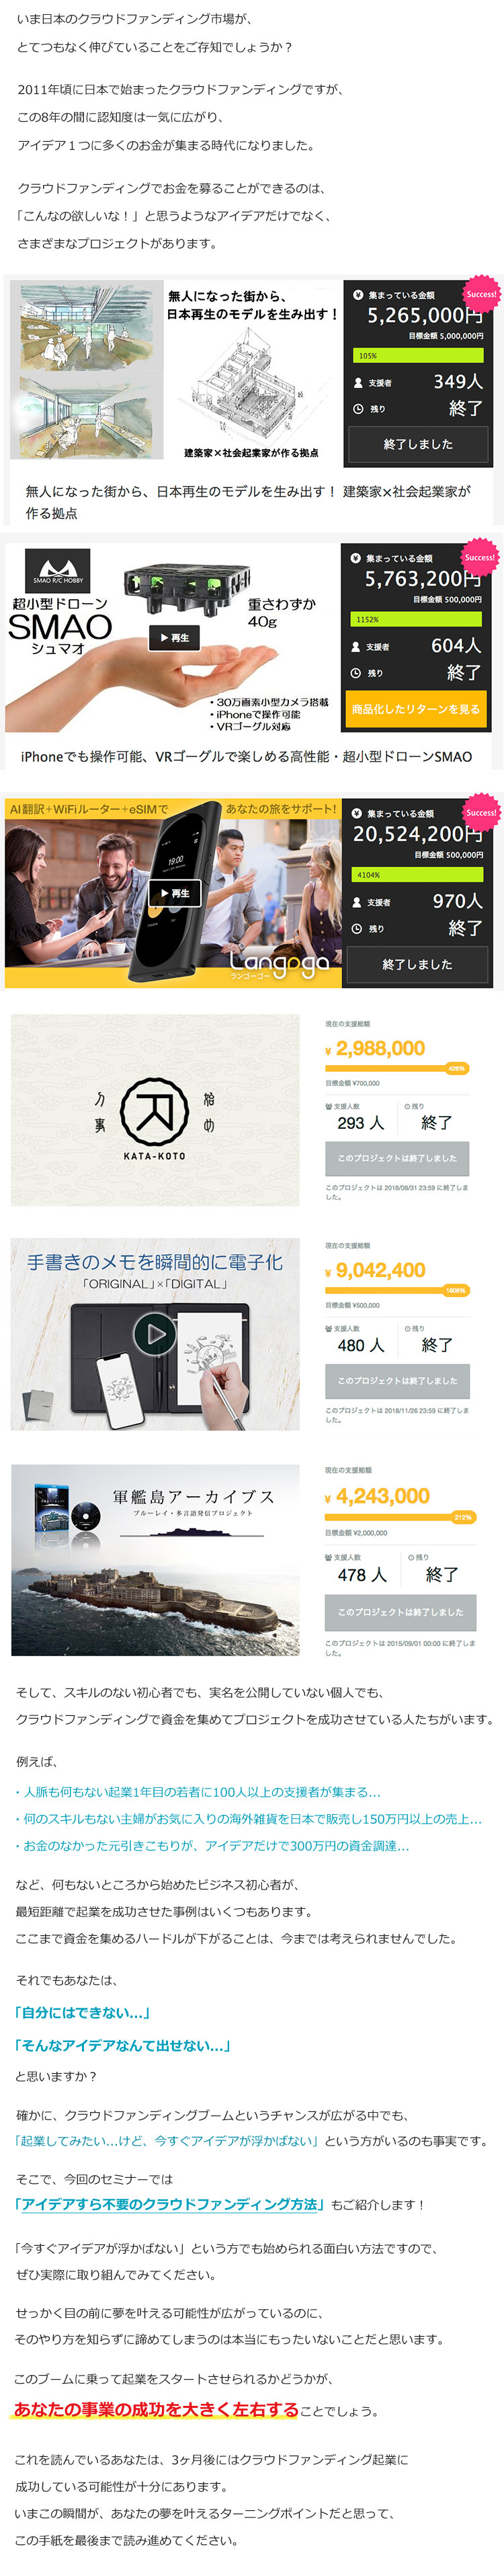 いま日本のクラウドファンディング市場が、
とてつもなく伸びていることをご存知でしょうか？
2011年頃に日本で始まったクラウドファンディングですが、
この8年の間に認知度は一気に広がり、
アイデア１つに多くのお金が集まる時代になりました。
クラウドファンディングでお金を募ることができるのは、
「こんなの欲しいな！」と思うようなアイデアだけでなく、
さまざまなプロジェクトがあります。
無人になった街から、
日本再生のモデルを生み出す！
建築家×社会起業家が作る拠点
Success!
集まっている金額
5,265,000円
目標金額 5,000,000円
105%
支援者 349人
残り 終了
終了しました
無人になった街から、日本再生のモデルを生み出す！ 建築家×社会起業家が
作る拠点
SMAO R/C HOBBY
超小型ドローン
SMAO
シュマオ
重さわずか
40g
再生
・30万画素小型カメラ搭載
・iPhoneで操作可能
・VRゴーグル対応
Success!
集まっている金額
5,763,200円
目標金額 500,000円
1152%
支援者 604人
残り 終了
商品化したリターンを見る
iPhoneでも操作可能、VRゴーグルで楽しめる高性能・超小型ドローンSMAO
AI翻訳+WiFiルーター+eSIMで あなたの旅をサポート!
19:00
再生
Langogo
ランゴーゴー
Success!
集まっている金額
20,524,200円
目標金額 500,000円
4104%
支援者 970人
残り 終了
終了しました
KATA-KOTO
現在の支援総額
¥ 2,988,000
426%
目標金額 ¥700,000
支援人数 残り
293 人 終了
このプロジェクトは終了しました
このプロジェクトは 2018/08/31 23:59 に終了しま
した。
手書きのメモを瞬間的に電子化
「ORIGINAL」×「DIGITAL」
現在の支援総額
¥ 9,042,400
1808%
目標金額 ¥500,000
支援人数 残り
480 人 終了
このプロジェクトは終了しました
このプロジェクトは 2018/11/26 23:59 に終了しま
した。
軍艦島アーカイブス
ブルーレイ・多言語発信プロジェクト
現在の支援総額
¥ 4,243,000
212%
目標金額 ¥2,000,000
支援人数 残り
478 人 終了
このプロジェクトは終了しました
このプロジェクトは 2015/09/01 00:00 に終了しま
した。
そして、スキルのない初心者でも、実名を公開していない個人でも、
クラウドファンディングで資金を集めてプロジェクトを成功させている人たちがいます。
例えば、
・人脈も何もない起業1年目の若者に100人以上の支援者が集まる…
・何のスキルもない主婦がお気に入りの海外雑貨を日本で販売し150万円以上の売上…
・お金のなかった元引きこもりが、アイデアだけで300万円の資金調達…
など、何もないところから始めたビジネス初心者が、
最短距離で起業を成功させた事例はいくつもあります。
ここまで資金を集めるハードルが下がることは、今までは考えられませんでした。
それでもあなたは、
「自分にはできない…」
「そんなアイデアなんて出せない…」
と思いますか？
確かに、クラウドファンディングブームというチャンスが広がる中でも、
「起業してみたい…けど、今すぐアイデアが浮かばない」という方がいるのも事実です。
そこで、今回のセミナーでは
「アイデアすら不要のクラウドファンディング方法」もご紹介します！
「今すぐアイデアが浮かばない」という方でも始められる面白い方法ですので、
ぜひ実際に取り組んでみてください。
せっかく目の前に夢を叶える可能性が広がっているのに、
そのやり方を知らずに諦めてしまうのは本当にもったいないことだと思います。
このブームに乗って起業をスタートさせられるかどうかが、
あなたの事業の成功を大きく左右することでしょう。
これを読んでいるあなたは、3ヶ月後にはクラウドファンディング起業に
成功している可能性が十分にあります。
いまこの瞬間が、あなたの夢を叶えるターニングポイントだと思って、
この手紙を最後まで読み進めてください。